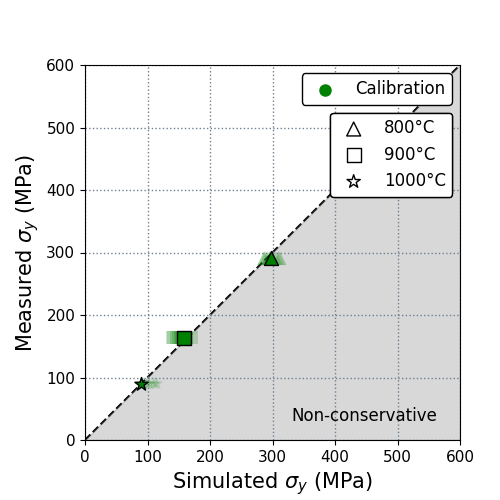 600
500
400
300
200
100
0
Measured σy (MPa)
Calibration
800°C
900°C
1000°C
Non-conservative
0 100 200 300 400 500 600
Simulated σy (MPa)